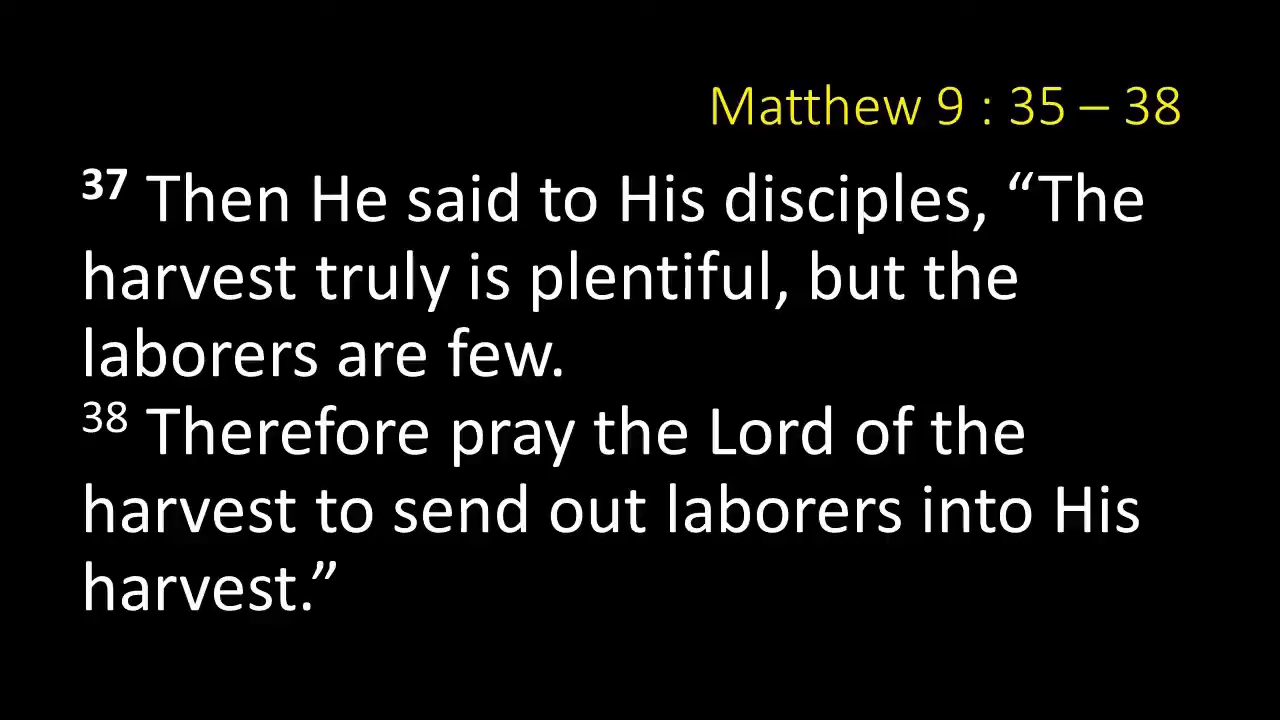 Matthew 9 : 35 – 38
37 Then He said to His disciples, “The
harvest truly is plentiful, but the
laborers are few.
38 Therefore pray the Lord of the
harvest to send out laborers into His
harvest.”